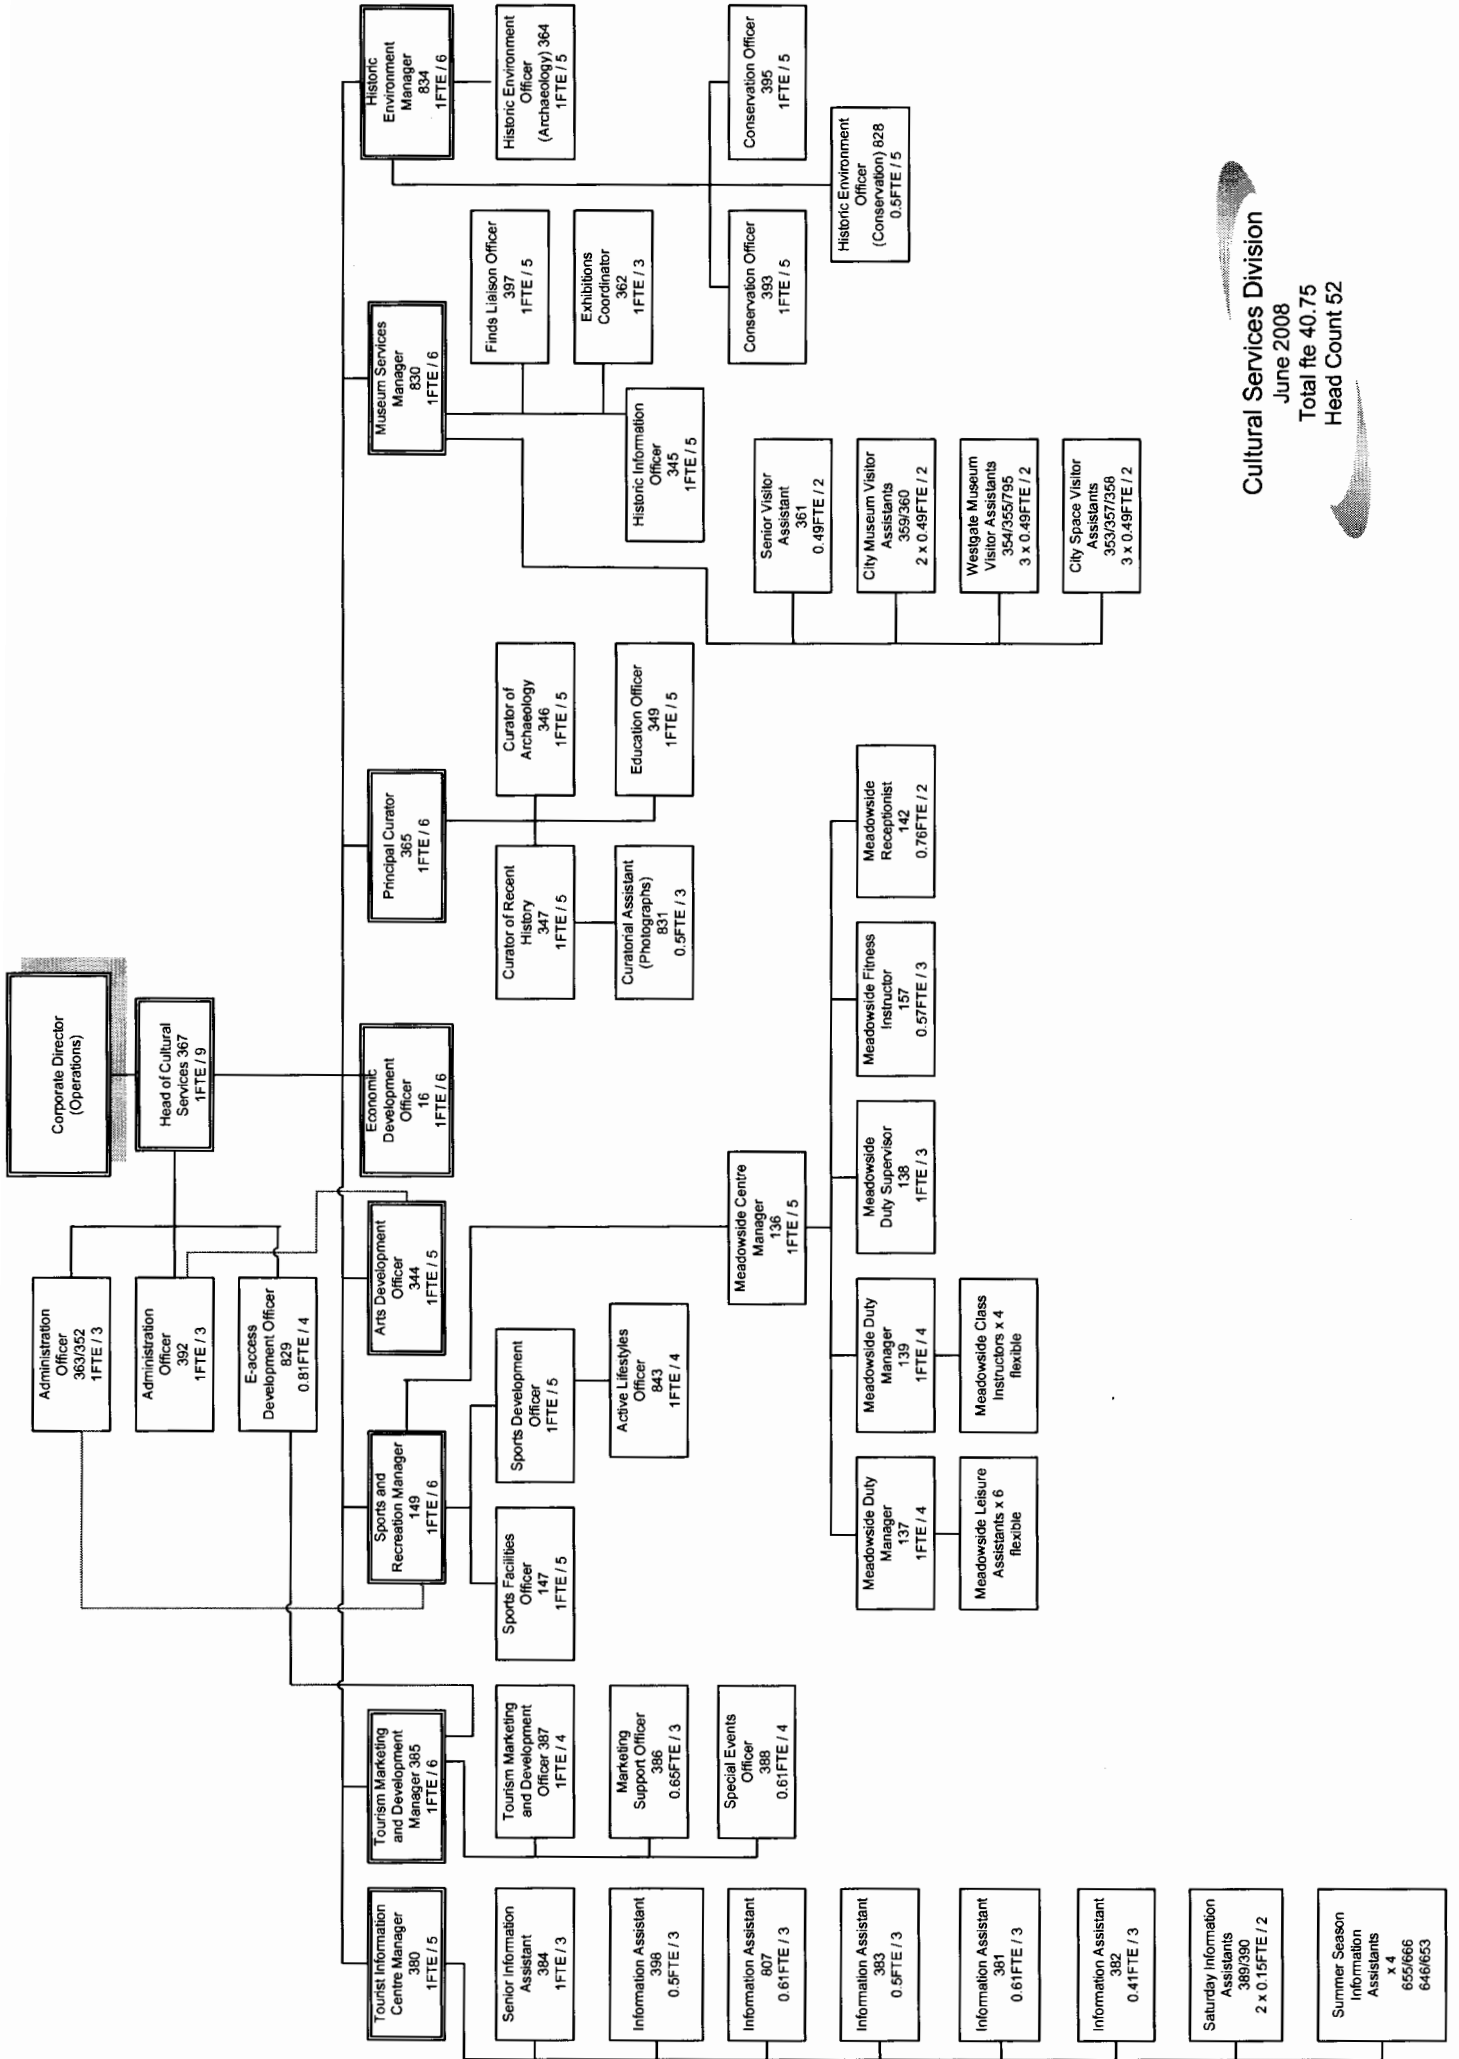 Corporate Director
(Operations)
Head of Cultural
Services 367
1FTE / 9
Administration
Officer
363/352
1FTE / 3
Administration
Officer
392
1FTE / 3
E-access
Development Officer
829
0.81FTE / 4
Tourist Information
Centre Manager
380
1FTE / 5
Tourism Marketing
and Development
Manager 385
1FTE / 6
Sports and
Recreation Manager
149
1FTE / 6
Arts Development
Officer
344
1FTE / 5
Economic
Development
Officer
16
1FTE / 6
Principal Curator
365
1FTE / 6
Museum Services
Manager
830
1FTE / 6
Historic
Environment
Manager
834
1FTE / 6
Senior Information
Assistant
384
1FTE / 3
Information Assistant
398
0.5FTE / 3
Information Assistant
807
0.61FTE / 3
Information Assistant
383
0.5FTE / 3
Information Assistant
381
0.61FTE / 3
Information Assistant
382
0.41FTE / 3
Saturday Information
Assistants
389/390
2 x 0.15FTE / 2
Summer Season
Information
Assistants
x 4
655/666
646/653
Tourism Marketing
and Development
Officer 387
1FTE / 4
Marketing
Support Officer
386
0.65FTE / 3
Special Events
Officer
388
0.61FTE / 4
Sports Facilities
Officer
147
1FTE / 5
Sports Development
Officer
1FTE / 5
Active Lifestyles
Officer
843
1FTE / 4
Meadowside Centre
Manager
136
1FTE / 5
Meadowside Duty
Manager
137
1FTE / 4
Meadowside Leisure
Assistants x 6
flexible
Meadowside Duty
Manager
139
1FTE / 4
Meadowside Class
Instructors x 4
flexible
Meadowside
Duty Supervisor
138
1FTE / 3
Meadowside Fitness
Instructor
157
0.57FTE / 3
Meadowside
Receptionist
142
0.76FTE / 2
Curator of Recent
History
347
1FTE / 5
Curatorial Assistant
(Photographs)
831
0.5FTE / 3
Curator of
Archaeology
346
1FTE / 5
Education Officer
349
1FTE / 5
Finds Liaison Officer
397
1FTE / 5
Exhibitions
Coordinator
362
1FTE / 3
Historic Information
Officer
345
1FTE / 5
Senior Visitor
Assistant
361
0.49FTE / 2
City Museum Visitor
Assistants
359/360
2 x 0.49FTE / 2
Westgate Museum
Visitor Assistants
354/355/795
3 x 0.49FTE / 2
City Space Visitor
Assistants
353/357/358
3 x 0.49FTE / 2
Historic Environment
Officer
(Archaeology) 364
1FTE / 5
Conservation Officer
393
1FTE / 5
Conservation Officer
395
1FTE / 5
Historic Environment
Officer
(Conservation) 828
0.5FTE / 5
Cultural Services Division
June 2008
Total fte 40.75
Head Count 52